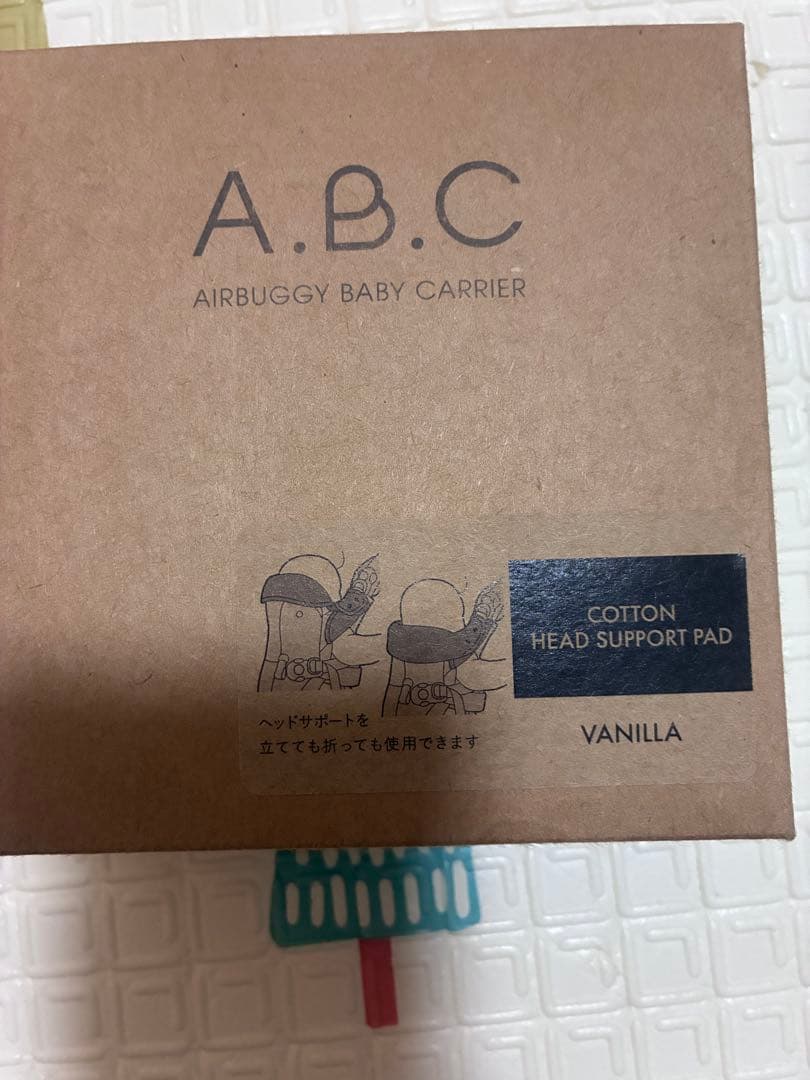 A.B.C
AIRBUGGY BABY CARRIER
COTTON
HEAD SUPPORT PAD
VANILLA
ヘッドサポートを
立てても折っても使用できます